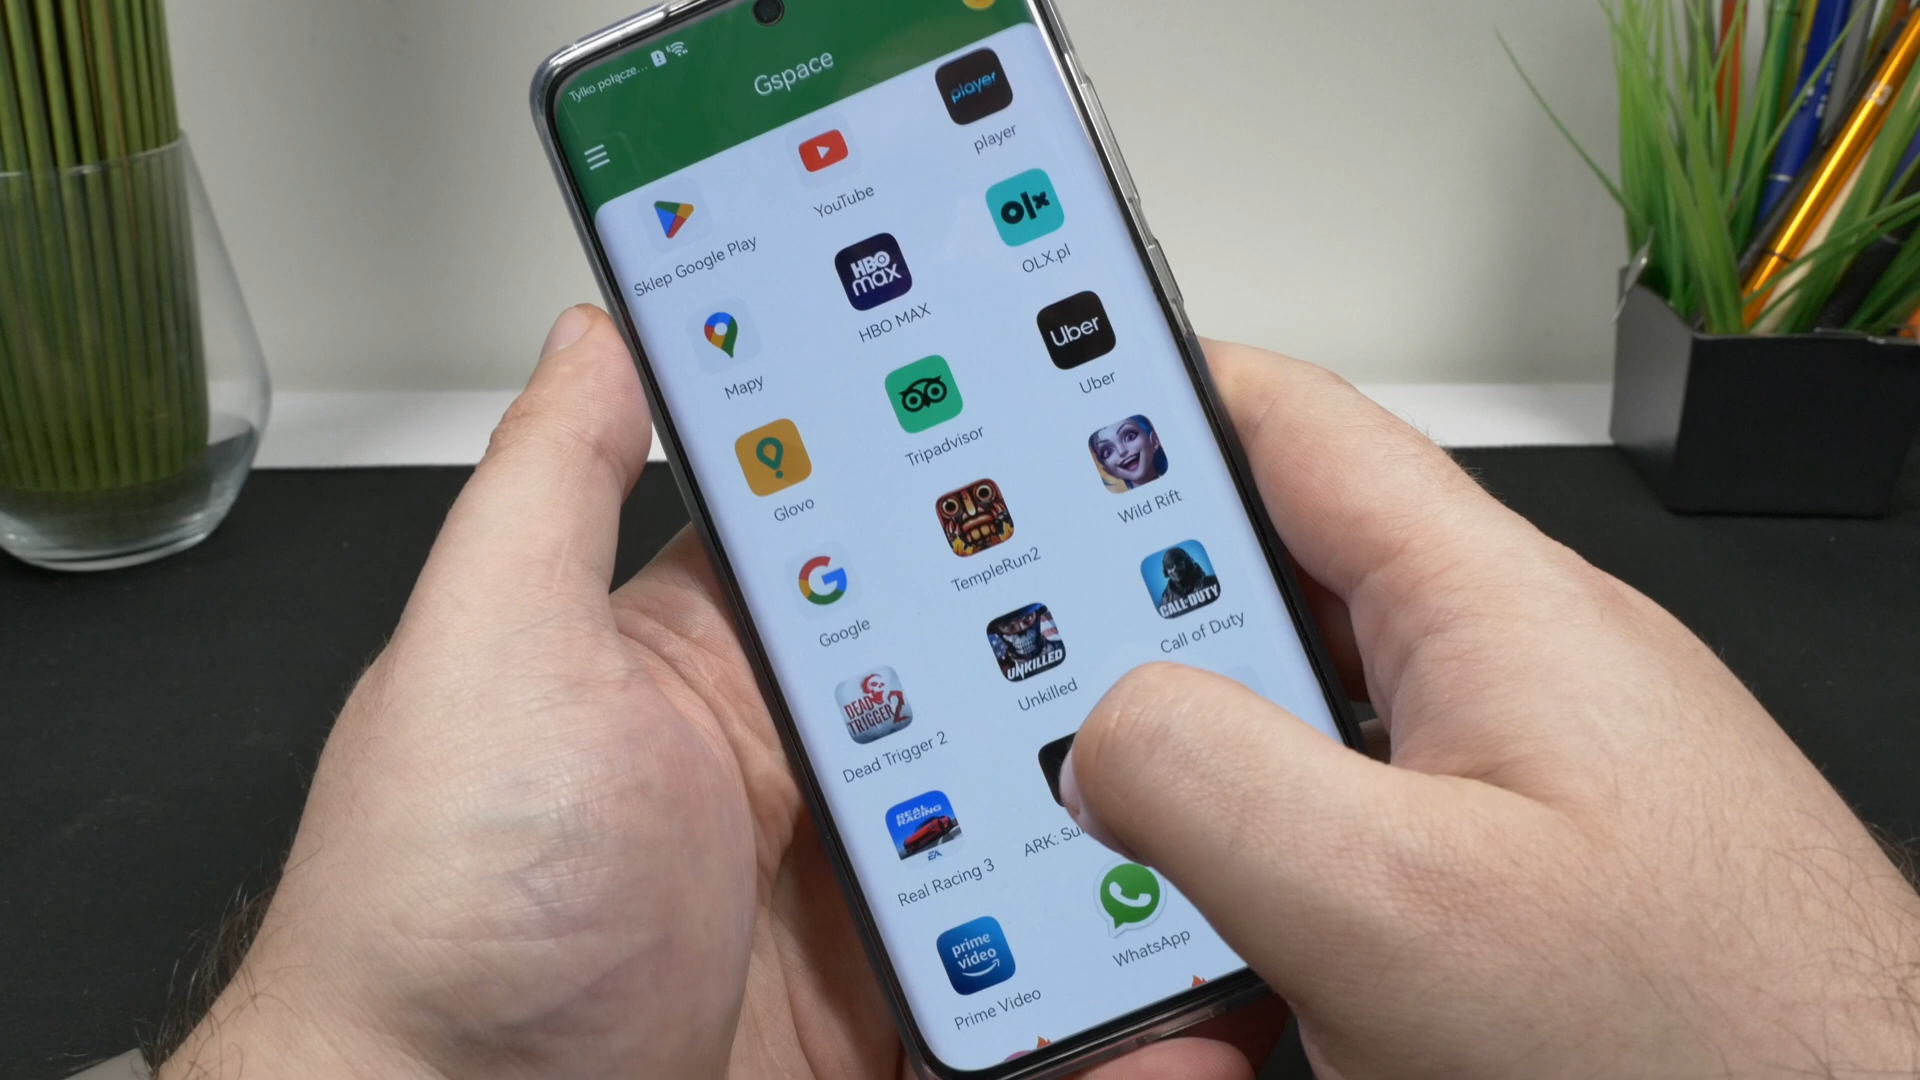 Tylko połącze...
Gspace
Sklep Google Play
YouTube
player
player
Mapy
HBO
max
HBO MAX
olx
OLX.pl
Glovo
Tripadvisor
Uber
Uber
Google
TempleRun2
Wild Rift
DEAD
TRIGGER
2
Dead Trigger 2
UNKILLED
Unkilled
CALL OF DUTY
Call of Duty
REAL
RACING
EA
Real Racing 3
ARK: Su
prime
video
Prime Video
WhatsApp